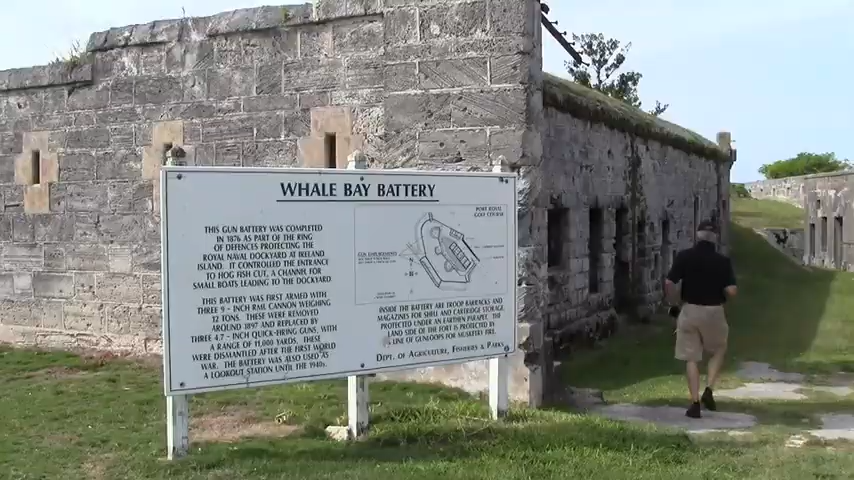 WHALE BAY BATTERY
THIS GUN BATTERY WAS COMPLETED
IN 1876 AS PART OF THE RING
OF DEFENCES PROTECTING THE
ROYAL NAVAL DOCKYARD AT IRELAND
ISLAND. IT CONTROLLED THE ENTRANCE
TO HOG FISH CUT, A CHANNEL FOR
SMALL BOATS LEADING TO THE DOCKYARD
THIS BATTERY WAS FIRST ARMED WITH
THREE 9 - INCH RML CANNON WEIGHING
12 TONS. THESE WERE REMOVED
AROUND 1897 AND REPLACED BY
THREE 4.7 - INCH QUICK-FIRING GUNS, WITH
A RANGE OF 11,000 YARDS. THESE
WERE DISMANTLED AFTER THE FIRST WORLD
WAR. THE BATTERY WAS ALSO USED AS
A LOOKOUT STATION UNTIL THE 1940s
PORT ROYAL
GOLF COURSE
GUN EMPLACEMENTS
INSIDE THE BATTERY ARE TROOP BARRACKS AND
MAGAZINES FOR SHELL AND CARTRIDGE STORAGE
PROTECTED UNDER AN EARTHEN PARAPET. THE
LAND SIDE OF THE FORT IS PROTECTED BY
A LINE OF GUNLOOPS FOR MUSKETRY FIRE.
DEPT. OF AGRICULTURE, FISHERIES & PARKS